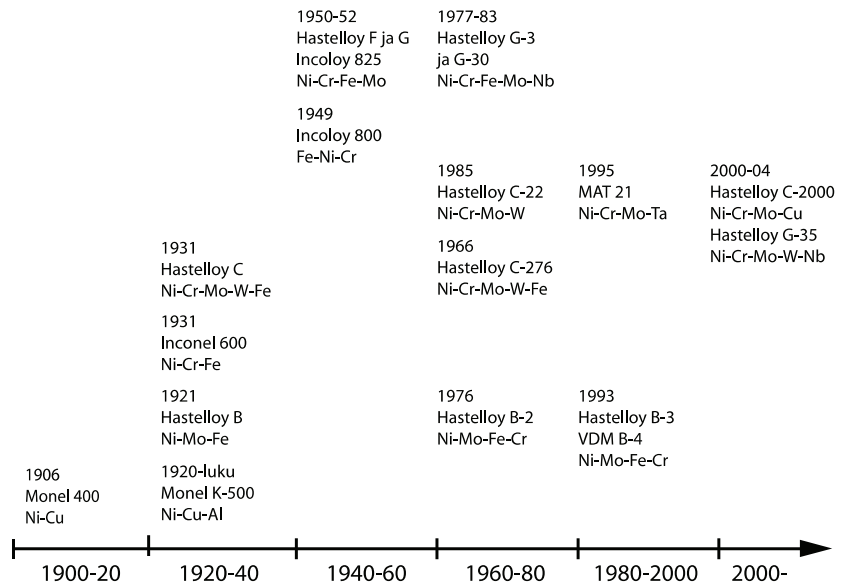 1950-52
Hastelloy F ja G
Incoloy 825
Ni-Cr-Fe-Mo
1977-83
Hastelloy G-3
ja G-30
Ni-Cr-Fe-Mo-Nb
1949
Incoloy 800
Fe-Ni-Cr
1985
Hastelloy C-22
Ni-Cr-Mo-W
1995
MAT 21
Ni-Cr-Mo-Ta
2000-04
Hastelloy C-2000
Ni-Cr-Mo-Cu
Hastelloy G-35
Ni-Cr-Mo-W-Nb
1931
Hastelloy C
Ni-Cr-Mo-W-Fe
1966
Hastelloy C-276
Ni-Cr-Mo-W-Fe
1931
Inconel 600
Ni-Cr-Fe
1921
Hastelloy B
Ni-Mo-Fe
1976
Hastelloy B-2
Ni-Mo-Fe-Cr
1993
Hastelloy B-3
VDM B-4
Ni-Mo-Fe-Cr
1906
Monel 400
Ni-Cu
1920-luku
Monel K-500
Ni-Cu-Al
1900-20
1920-40
1940-60
1960-80
1980-2000
2000-